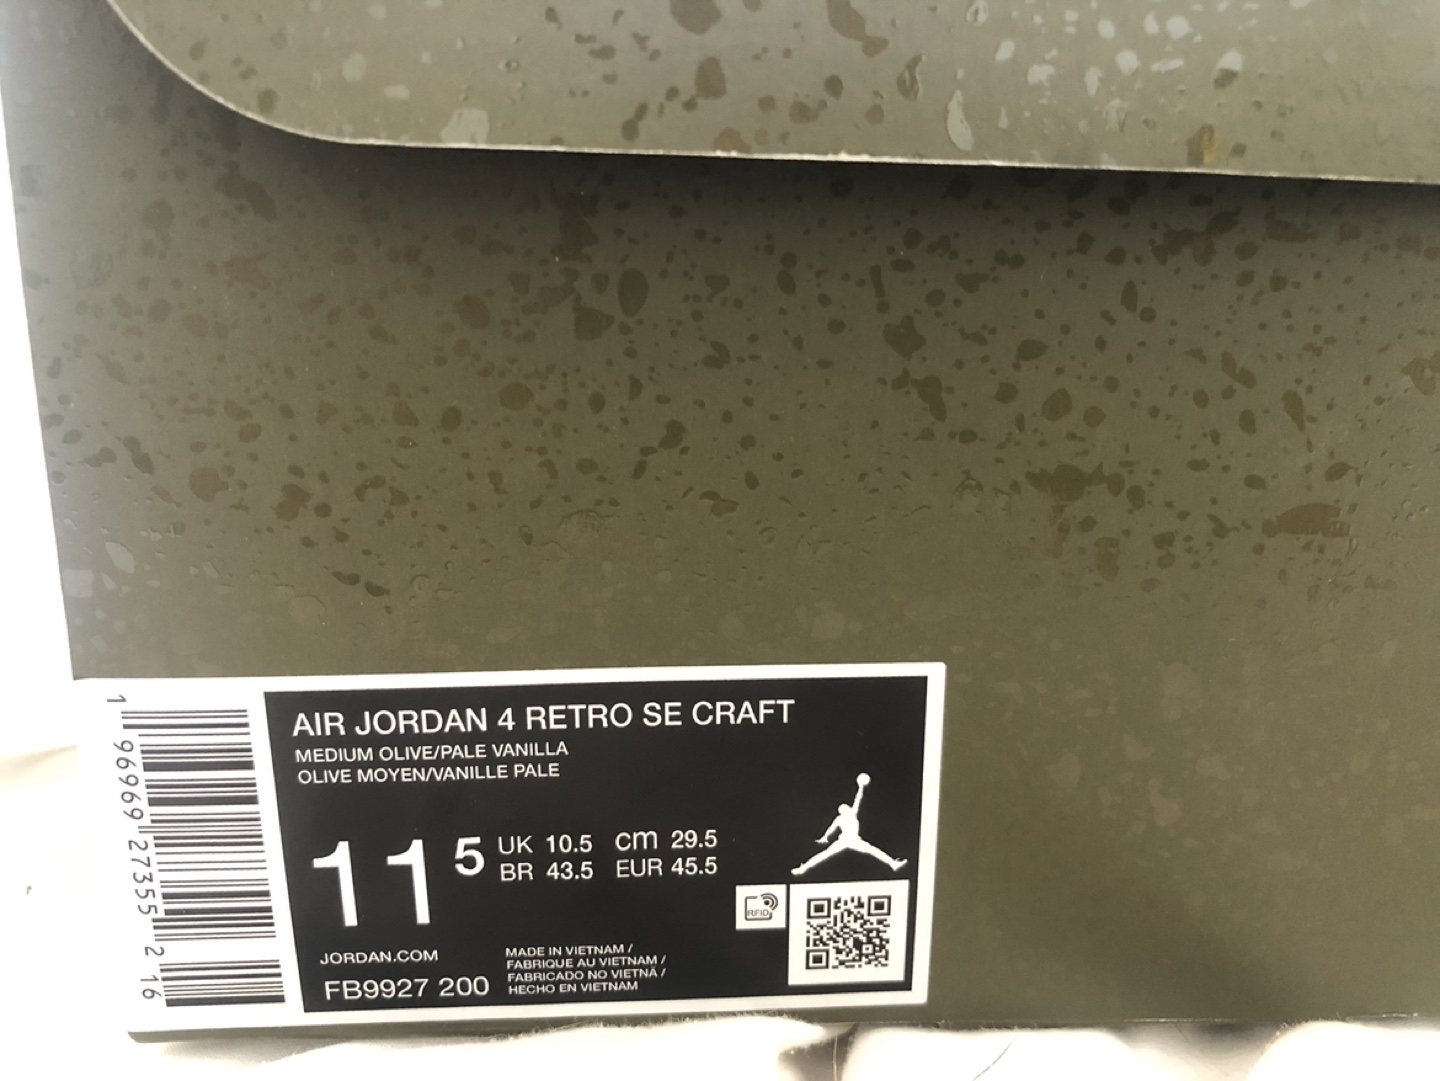 1 96969 27355 2 16
AIR JORDAN 4 RETRO SE CRAFT
MEDIUM OLIVE/PALE VANILLA
OLIVE MOYEN/VANILLE PALE
11 5
UK 10.5 cm 29.5
BR 43.5 EUR 45.5
RFID
JORDAN.COM
FB9927 200
MADE IN VIETNAM /
FABRIQUE AU VIETNAM /
FABRICADO NO VIETNÃ /
HECHO EN VIETNAM